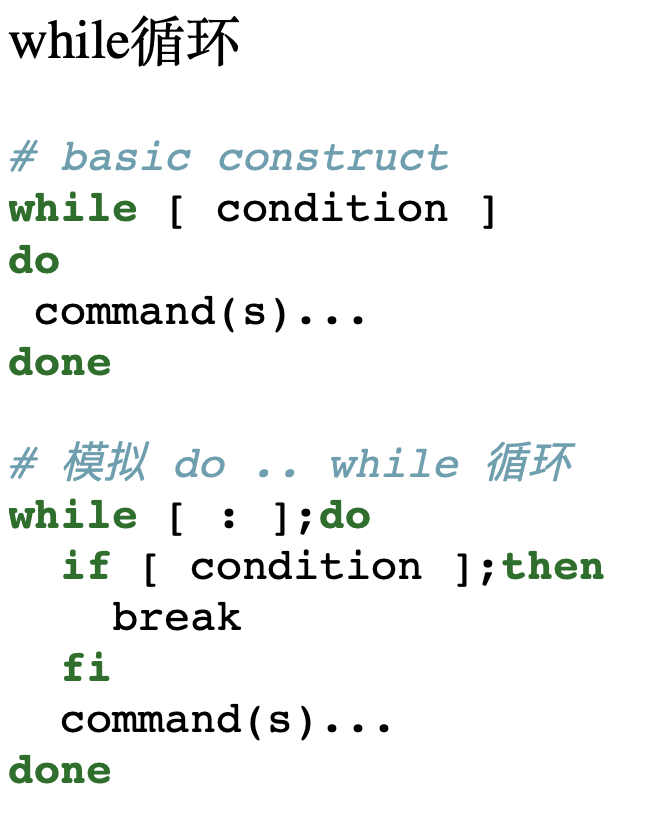 while循环
# basic construct
while [ condition ]
do
 command(s)...
done
# 模拟 do .. while 循环
while [ : ];do
  if [ condition ];then
    break
  fi
  command(s)...
done